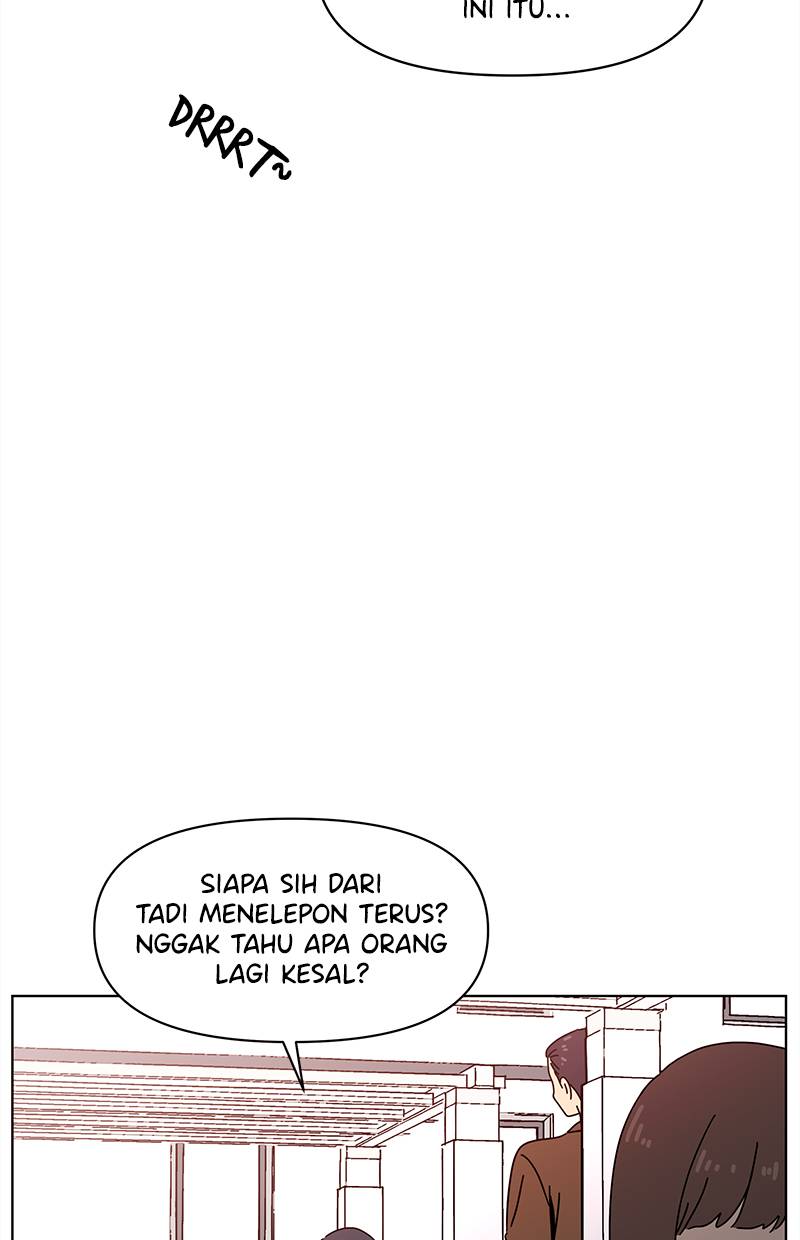 INI ITU...
DRRRT~
SIAPA SIH DARI
TADI MENELEPON TERUS?
NGGAK TAHU APA ORANG
LAGI KESAL?